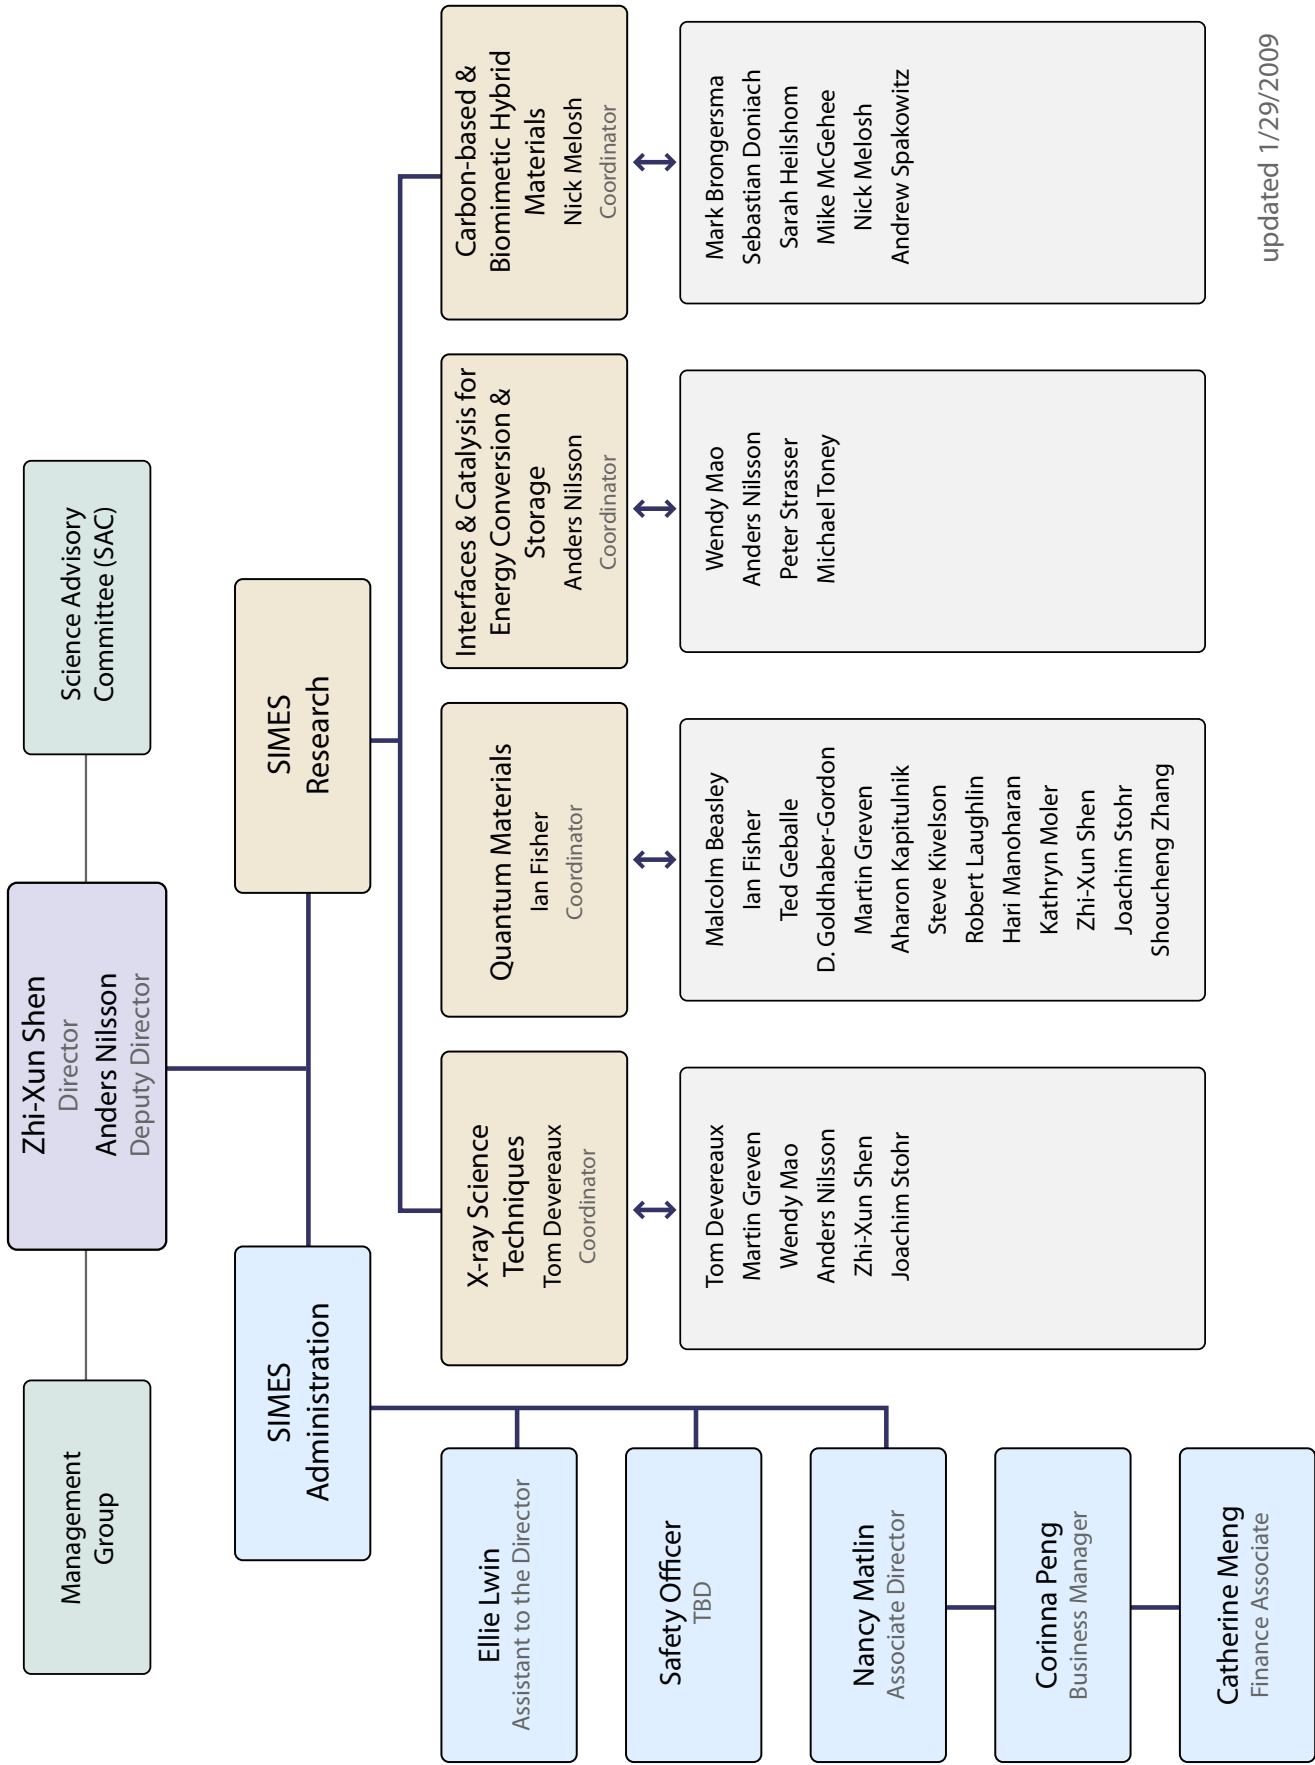 Management
Group
Zhi-Xun Shen
Director
Anders Nilsson
Deputy Director
Science Advisory
Committee (SAC)
SIMES
Administration
SIMES
Research
Ellie Lwin
Assistant to the Director
Safety Officer
TBD
Nancy Matlin
Associate Director
Corinna Peng
Business Manager
Catherine Meng
Finance Associate
X-ray Science
Techniques
Tom Devereaux
Coordinator
Tom Devereaux
Martin Greven
Wendy Mao
Anders Nilsson
Zhi-Xun Shen
Joachim Stohr
Quantum Materials
Ian Fisher
Coordinator
Malcolm Beasley
Ian Fisher
Ted Geballe
D. Goldhaber-Gordon
Martin Greven
Aharon Kapitulnik
Steve Kivelson
Robert Laughlin
Hari Manoharan
Kathryn Moler
Zhi-Xun Shen
Joachim Stohr
Shoucheng Zhang
Interfaces & Catalysis for
Energy Conversion &
Storage
Anders Nilsson
Coordinator
Wendy Mao
Anders Nilsson
Peter Strasser
Michael Toney
Carbon-based &
Biomimetic Hybrid
Materials
Nick Melosh
Coordinator
Mark Brongersma
Sebastian Doniach
Sarah Heilshom
Mike McGehee
Nick Melosh
Andrew Spakowitz
updated 1/29/2009